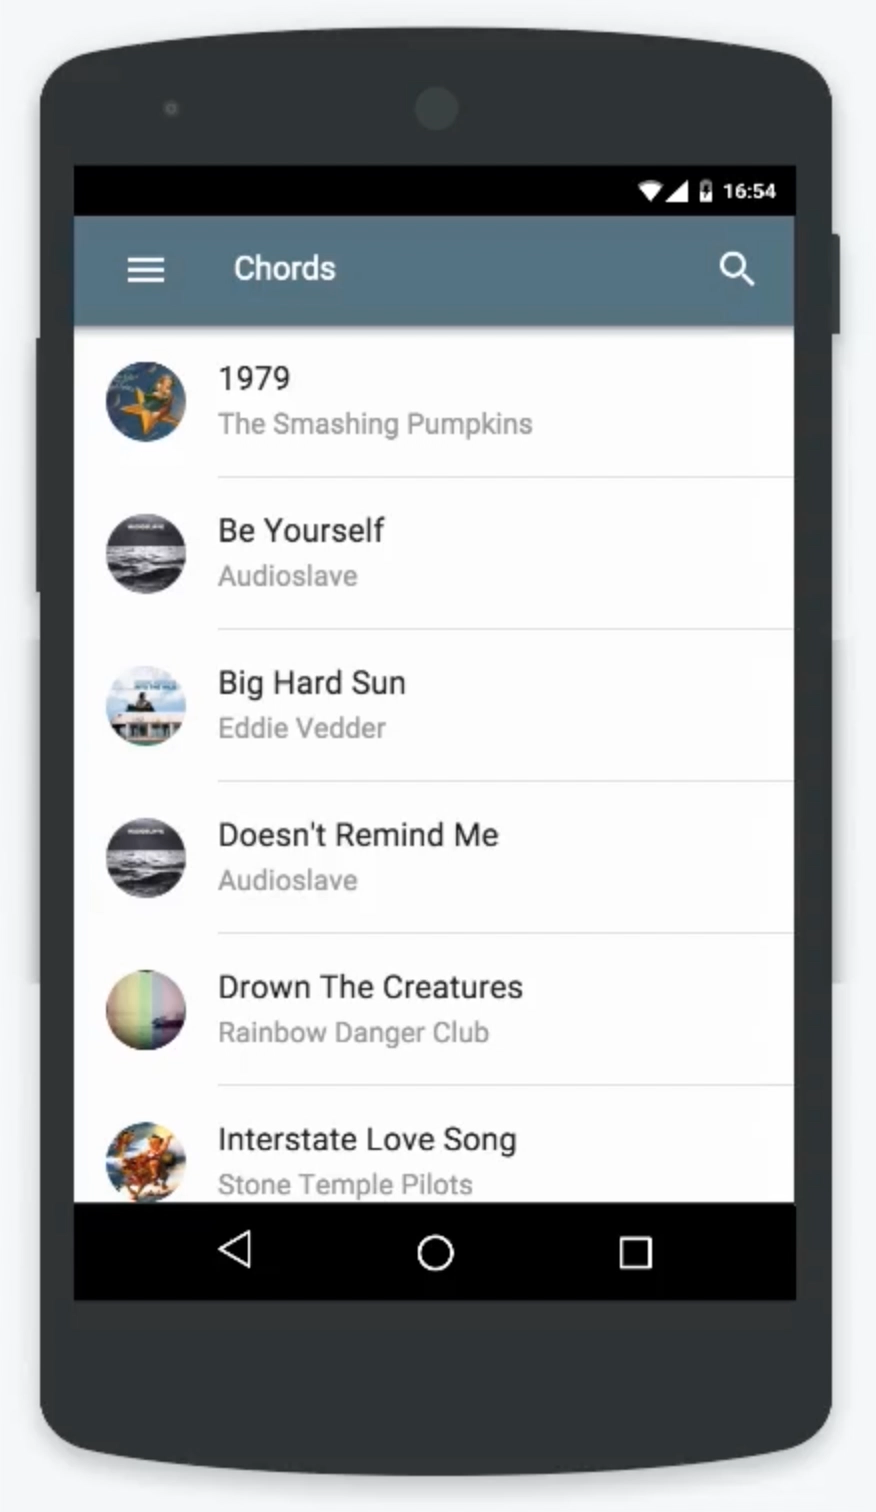 16:54
Chords
1979
The Smashing Pumpkins
Be Yourself
Audioslave
Big Hard Sun
Eddie Vedder
Doesn't Remind Me
Audioslave
Drown The Creatures
Rainbow Danger Club
Interstate Love Song
Stone Temple Pilots